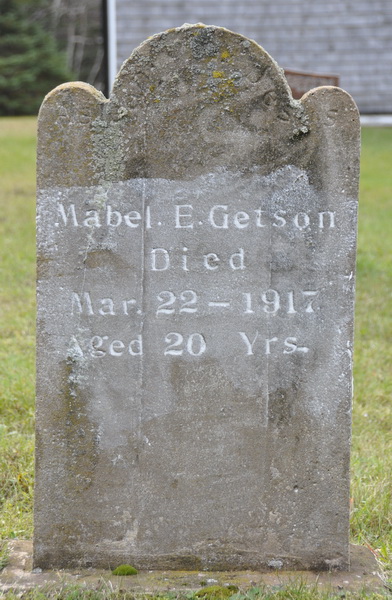 Mabel. E. Getson
Died
Mar. 22 – 1917
Aged 20 Yrs.